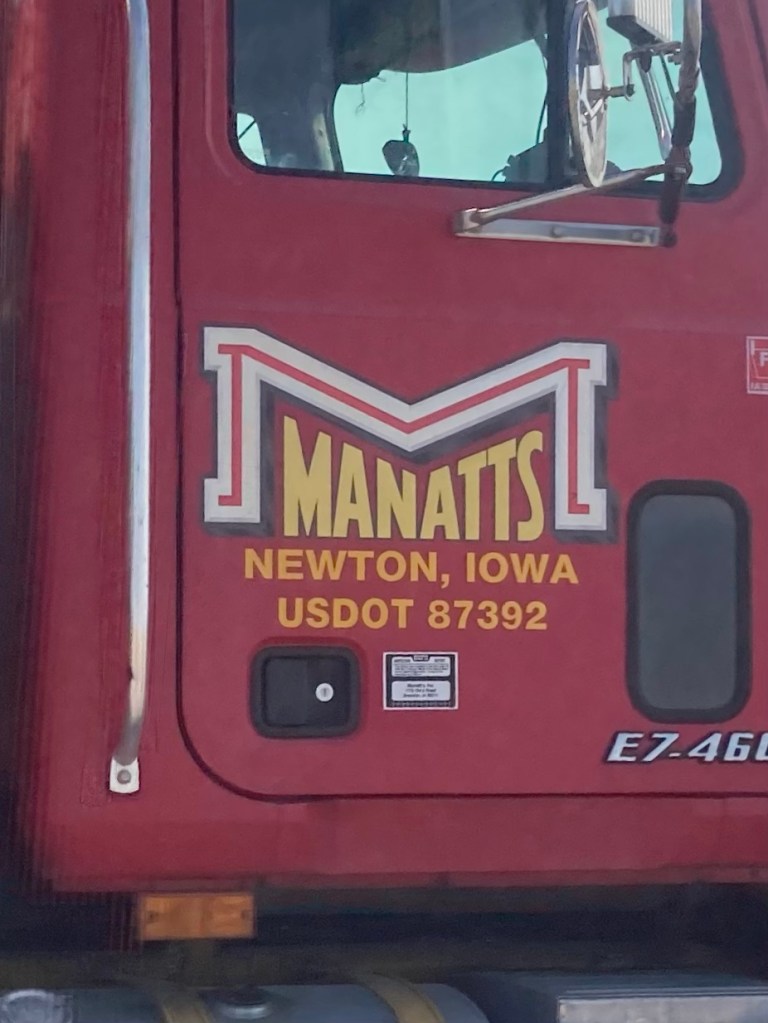 MANATTS
NEWTON, IOWA
USDOT 87392
E7-460